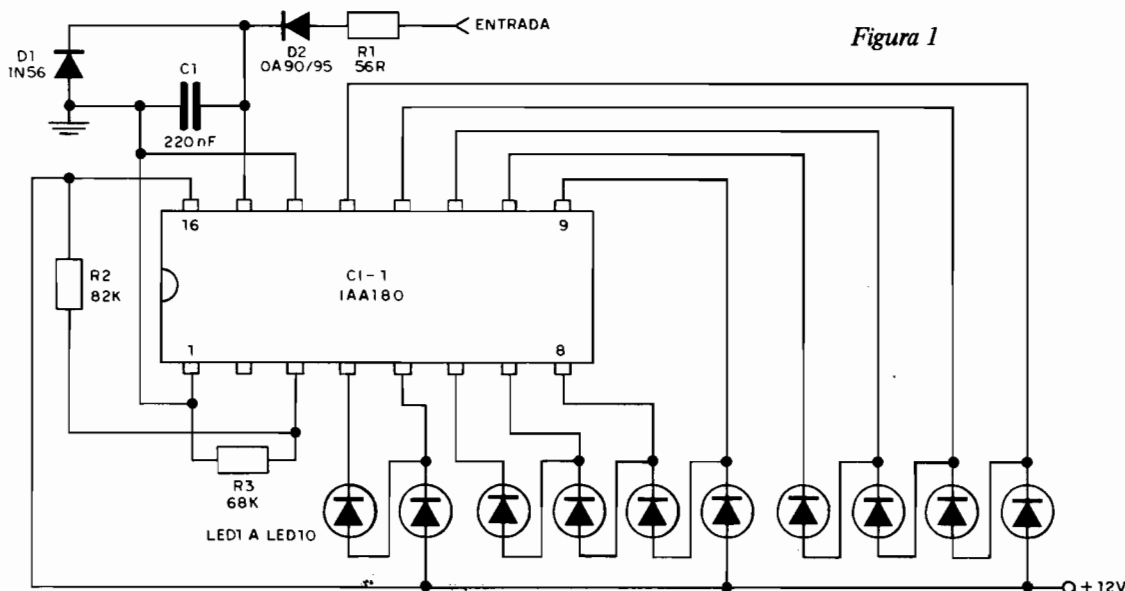 Figura 1
ENTRADA
D1
1N56
C1
220nF
D2
OA90/95
R1
56R
16
9
R2
82K
CI-1
1AA180
1
8
R3
68K
LED1 A LED10
+12V